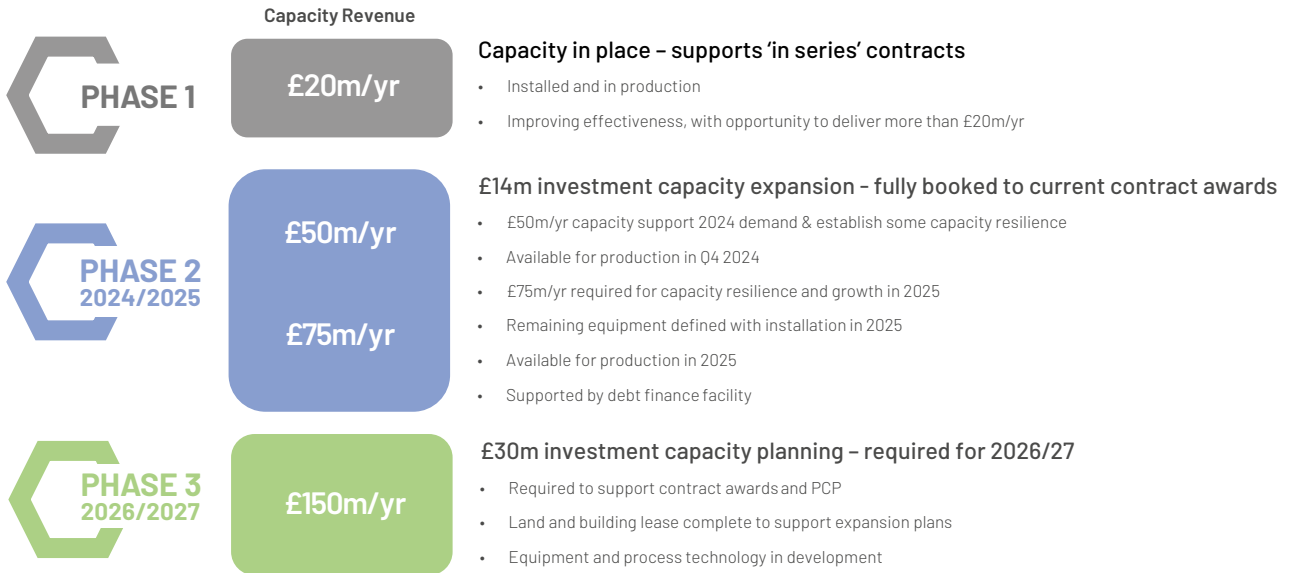 Capacity Revenue
PHASE 1
£20m/yr
Capacity in place – supports ‘in series’ contracts
• Installed and in production
• Improving effectiveness, with opportunity to deliver more than £20m/yr
PHASE 2
2024/2025
£50m/yr
£75m/yr
£14m investment capacity expansion - fully booked to current contract awards
• £50m/yr capacity support 2024 demand & establish some capacity resilience
• Available for production in Q4 2024
• £75m/yr required for capacity resilience and growth in 2025
• Remaining equipment defined with installation in 2025
• Available for production in 2025
• Supported by debt finance facility
PHASE 3
2026/2027
£150m/yr
£30m investment capacity planning – required for 2026/27
• Required to support contract awards and PCP
• Land and building lease complete to support expansion plans
• Equipment and process technology in development